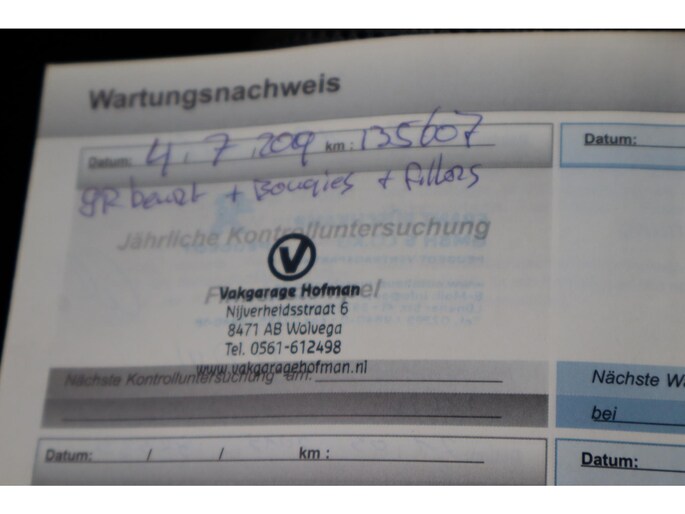 Wartungsnachweis
Datum: 4.7.2019 km: 135607
Datum:
gR beurt + Bougies + filters
Jährliche Kontrolluntersuchung
Vakgarage Hofman
Nijverheidsstraat 6
8471 AB Wolvega
Tel. 0561-612498
www.vakgaragehofman.nl
Nächste Kontrolluntersuchung am:
Nächste W
bei
Datum: / / km :
Datum: